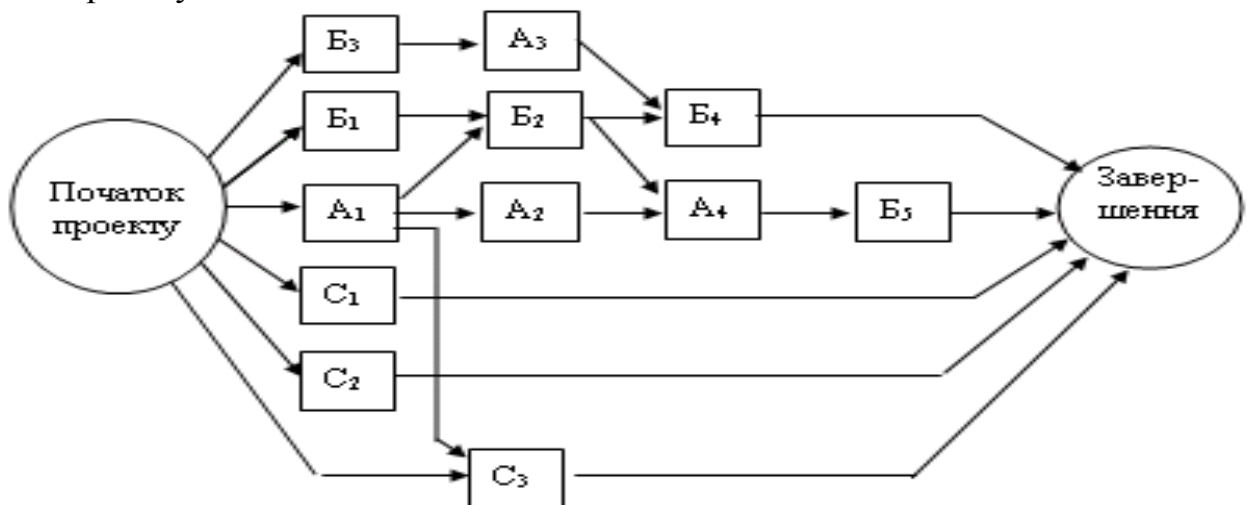 Б₃
А₃
Б₁
Б₂
Б₄
Початок
проекту
А₁
А₂
А₄
Б₅
Завер-
шення
С₁
С₂
С₃